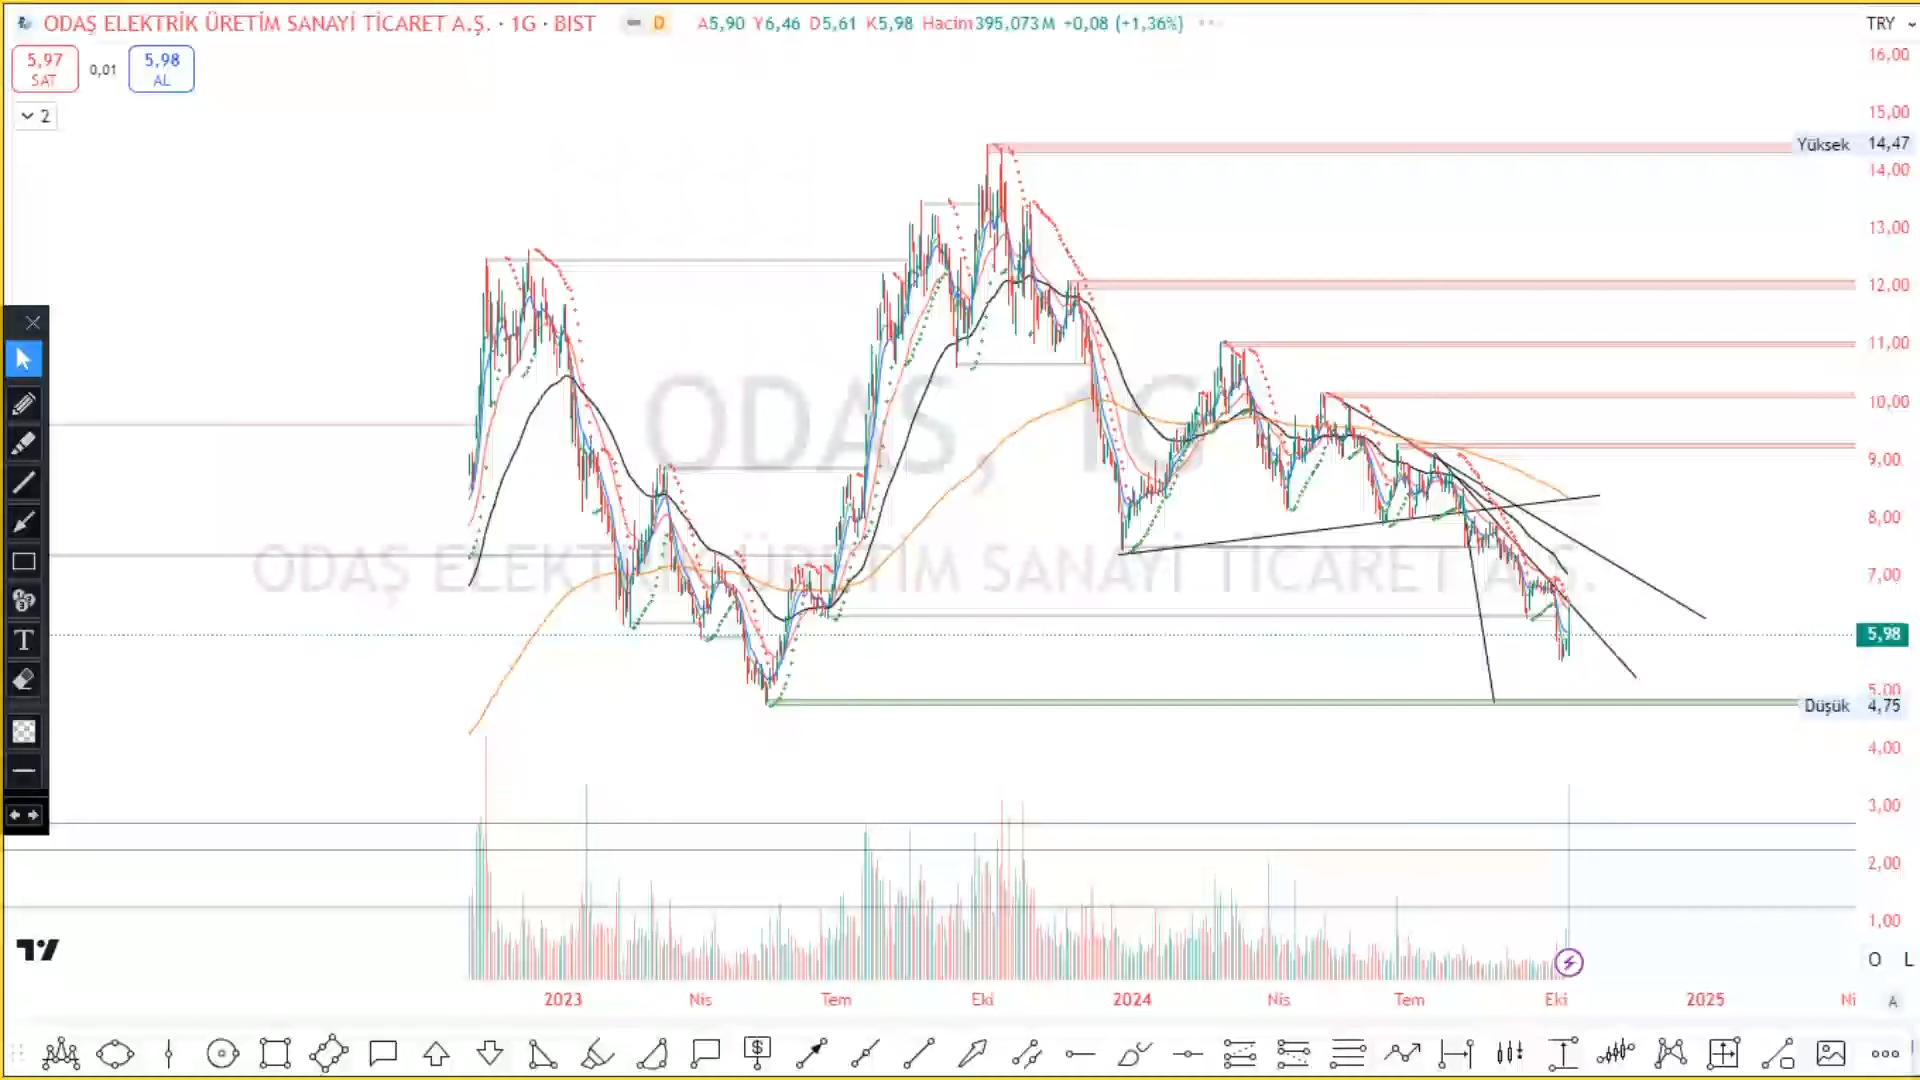 ODAŞ ELEKTRİK ÜRETİM SANAYİ TİCARET A.Ş. · 1G · BIST D A5,90 Y6,46 D5,61 K5,98 Hacim395,073M +0,08 (+1,36%) TRY
5,97 SAT
0,01
5,98 AL
2
16,00
15,00
Yüksek 14,47
14,00
13,00
12,00
11,00
10,00
9,00
8,00
7,00
5,98
5,00
Düşük 4,75
4,00
3,00
2,00
1,00
ODAS, 1G
ODAŞ ELEKTRİK ÜRETİM SANAYİ TİCARET A.Ş.
T
O L
2023 Nis Tem Eki 2024 Nis Tem Eki 2025 Ni A
$